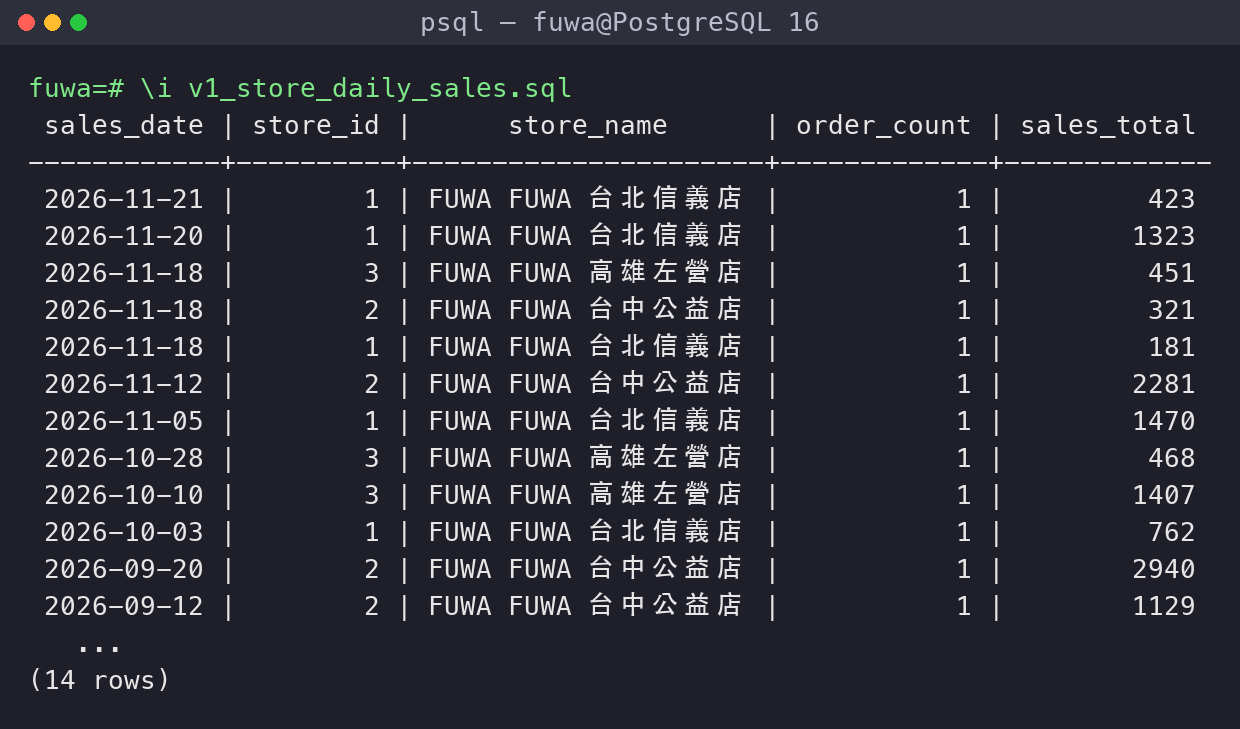 psql — fuwa@PostgreSQL 16
fuwa=# \i v1_store_daily_sales.sql
 sales_date | store_id |      store_name      | order_count | sales_total
------------+----------+----------------------+-------------+-------------
 2026-11-21 |        1 | FUWA FUWA 台北信義店 |           1 |         423
 2026-11-20 |        1 | FUWA FUWA 台北信義店 |           1 |        1323
 2026-11-18 |        3 | FUWA FUWA 高雄左營店 |           1 |         451
 2026-11-18 |        2 | FUWA FUWA 台中公益店 |           1 |         321
 2026-11-18 |        1 | FUWA FUWA 台北信義店 |           1 |         181
 2026-11-12 |        2 | FUWA FUWA 台中公益店 |           1 |        2281
 2026-11-05 |        1 | FUWA FUWA 台北信義店 |           1 |        1470
 2026-10-28 |        3 | FUWA FUWA 高雄左營店 |           1 |         468
 2026-10-10 |        3 | FUWA FUWA 高雄左營店 |           1 |        1407
 2026-10-03 |        1 | FUWA FUWA 台北信義店 |           1 |         762
 2026-09-20 |        2 | FUWA FUWA 台中公益店 |           1 |        2940
 2026-09-12 |        2 | FUWA FUWA 台中公益店 |           1 |        1129
   ...
(14 rows)